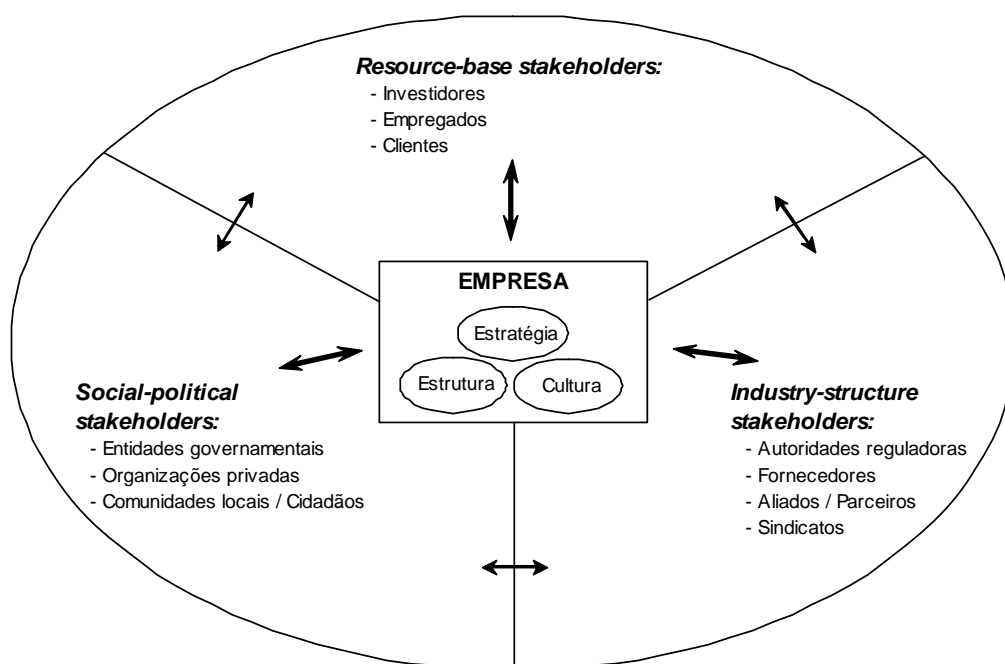 Resource-base stakeholders:
- Investidores
- Empregados
- Clientes
EMPRESA
Estratégia
Estrutura
Cultura
Social-political
stakeholders:
- Entidades governamentais
- Organizações privadas
- Comunidades locais / Cidadãos
Industry-structure
stakeholders:
- Autoridades reguladoras
- Fornecedores
- Aliados / Parceiros
- Sindicatos